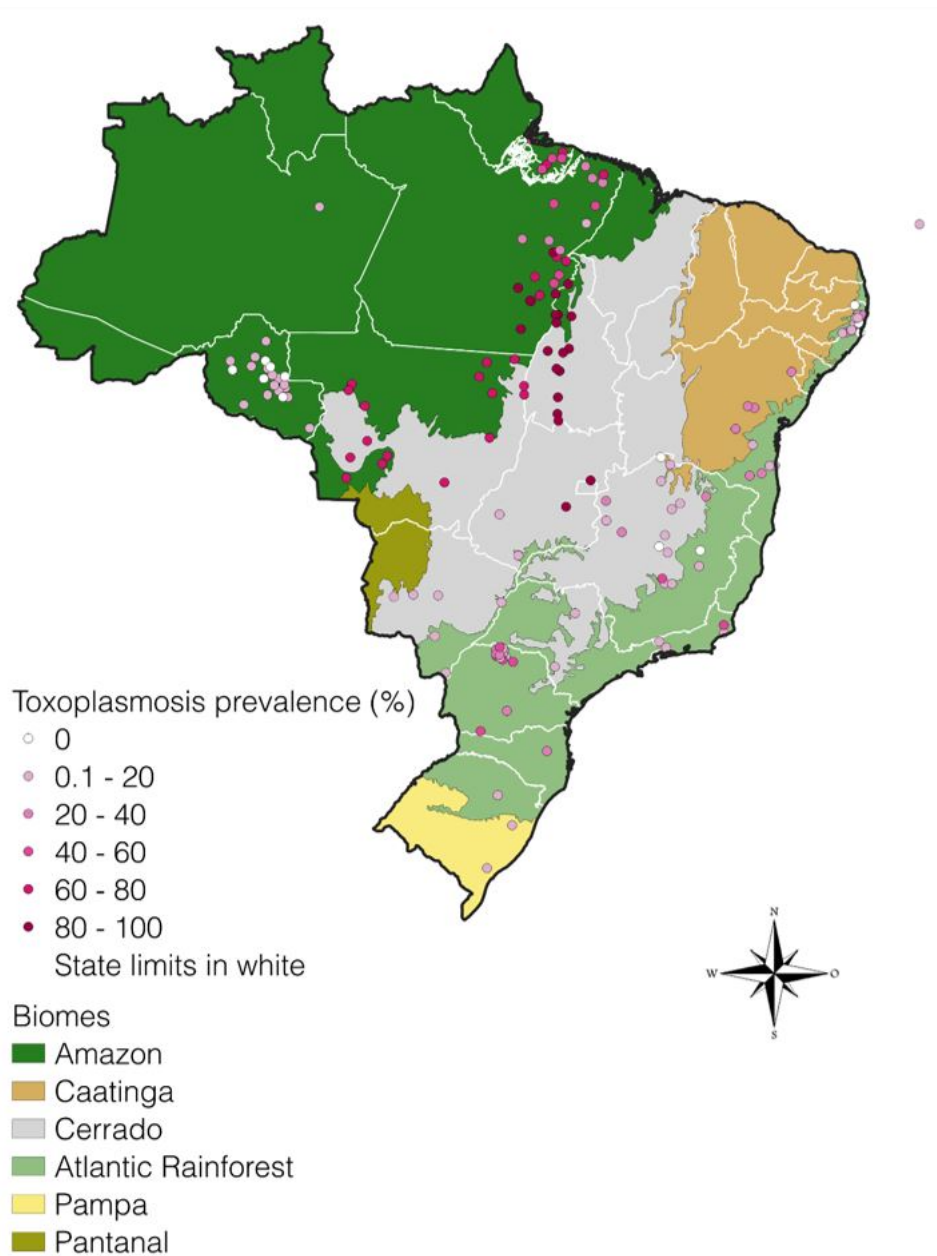 Toxoplasmosis prevalence (%)
0
0.1 - 20
20 - 40
40 - 60
60 - 80
80 - 100
State limits in white
Biomes
Amazon
Caatinga
Cerrado
Atlantic Rainforest
Pampa
Pantanal
N
W O
S